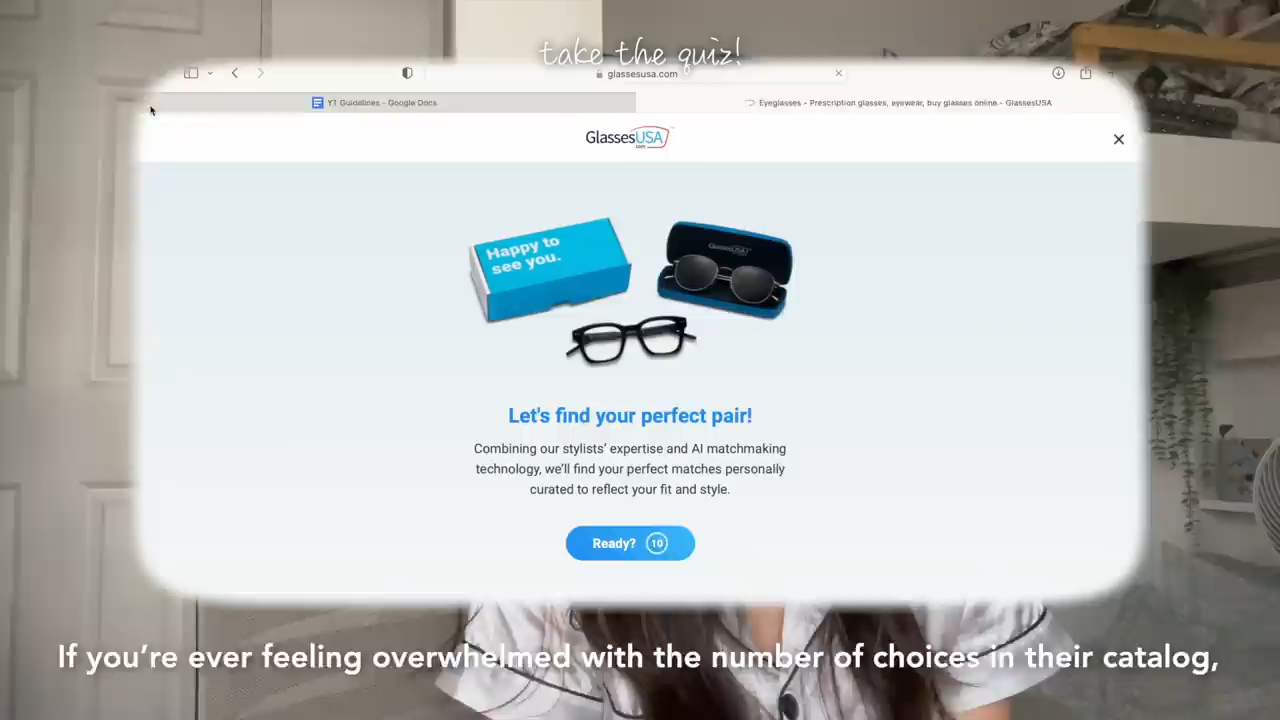 take the quiz!
glassesusa.com
YT Guidelines - Google Docs
Eyeglasses - Prescription glasses, eyewear, buy glasses online - GlassesUSA
GlassesUSA
.com
Happy to
see you.
GlassesUSA
Let's find your perfect pair!
Combining our stylists' expertise and AI matchmaking
technology, we'll find your perfect matches personally
curated to reflect your fit and style.
Ready? 10
If you're ever feeling overwhelmed with the number of choices in their catalog,